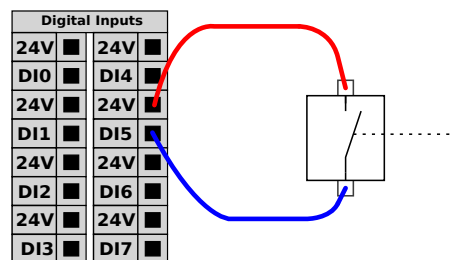 Digital Inputs
24V 24V
DI0 DI4
24V 24V
DI1 DI5
24V 24V
DI2 DI6
24V 24V
DI3 DI7